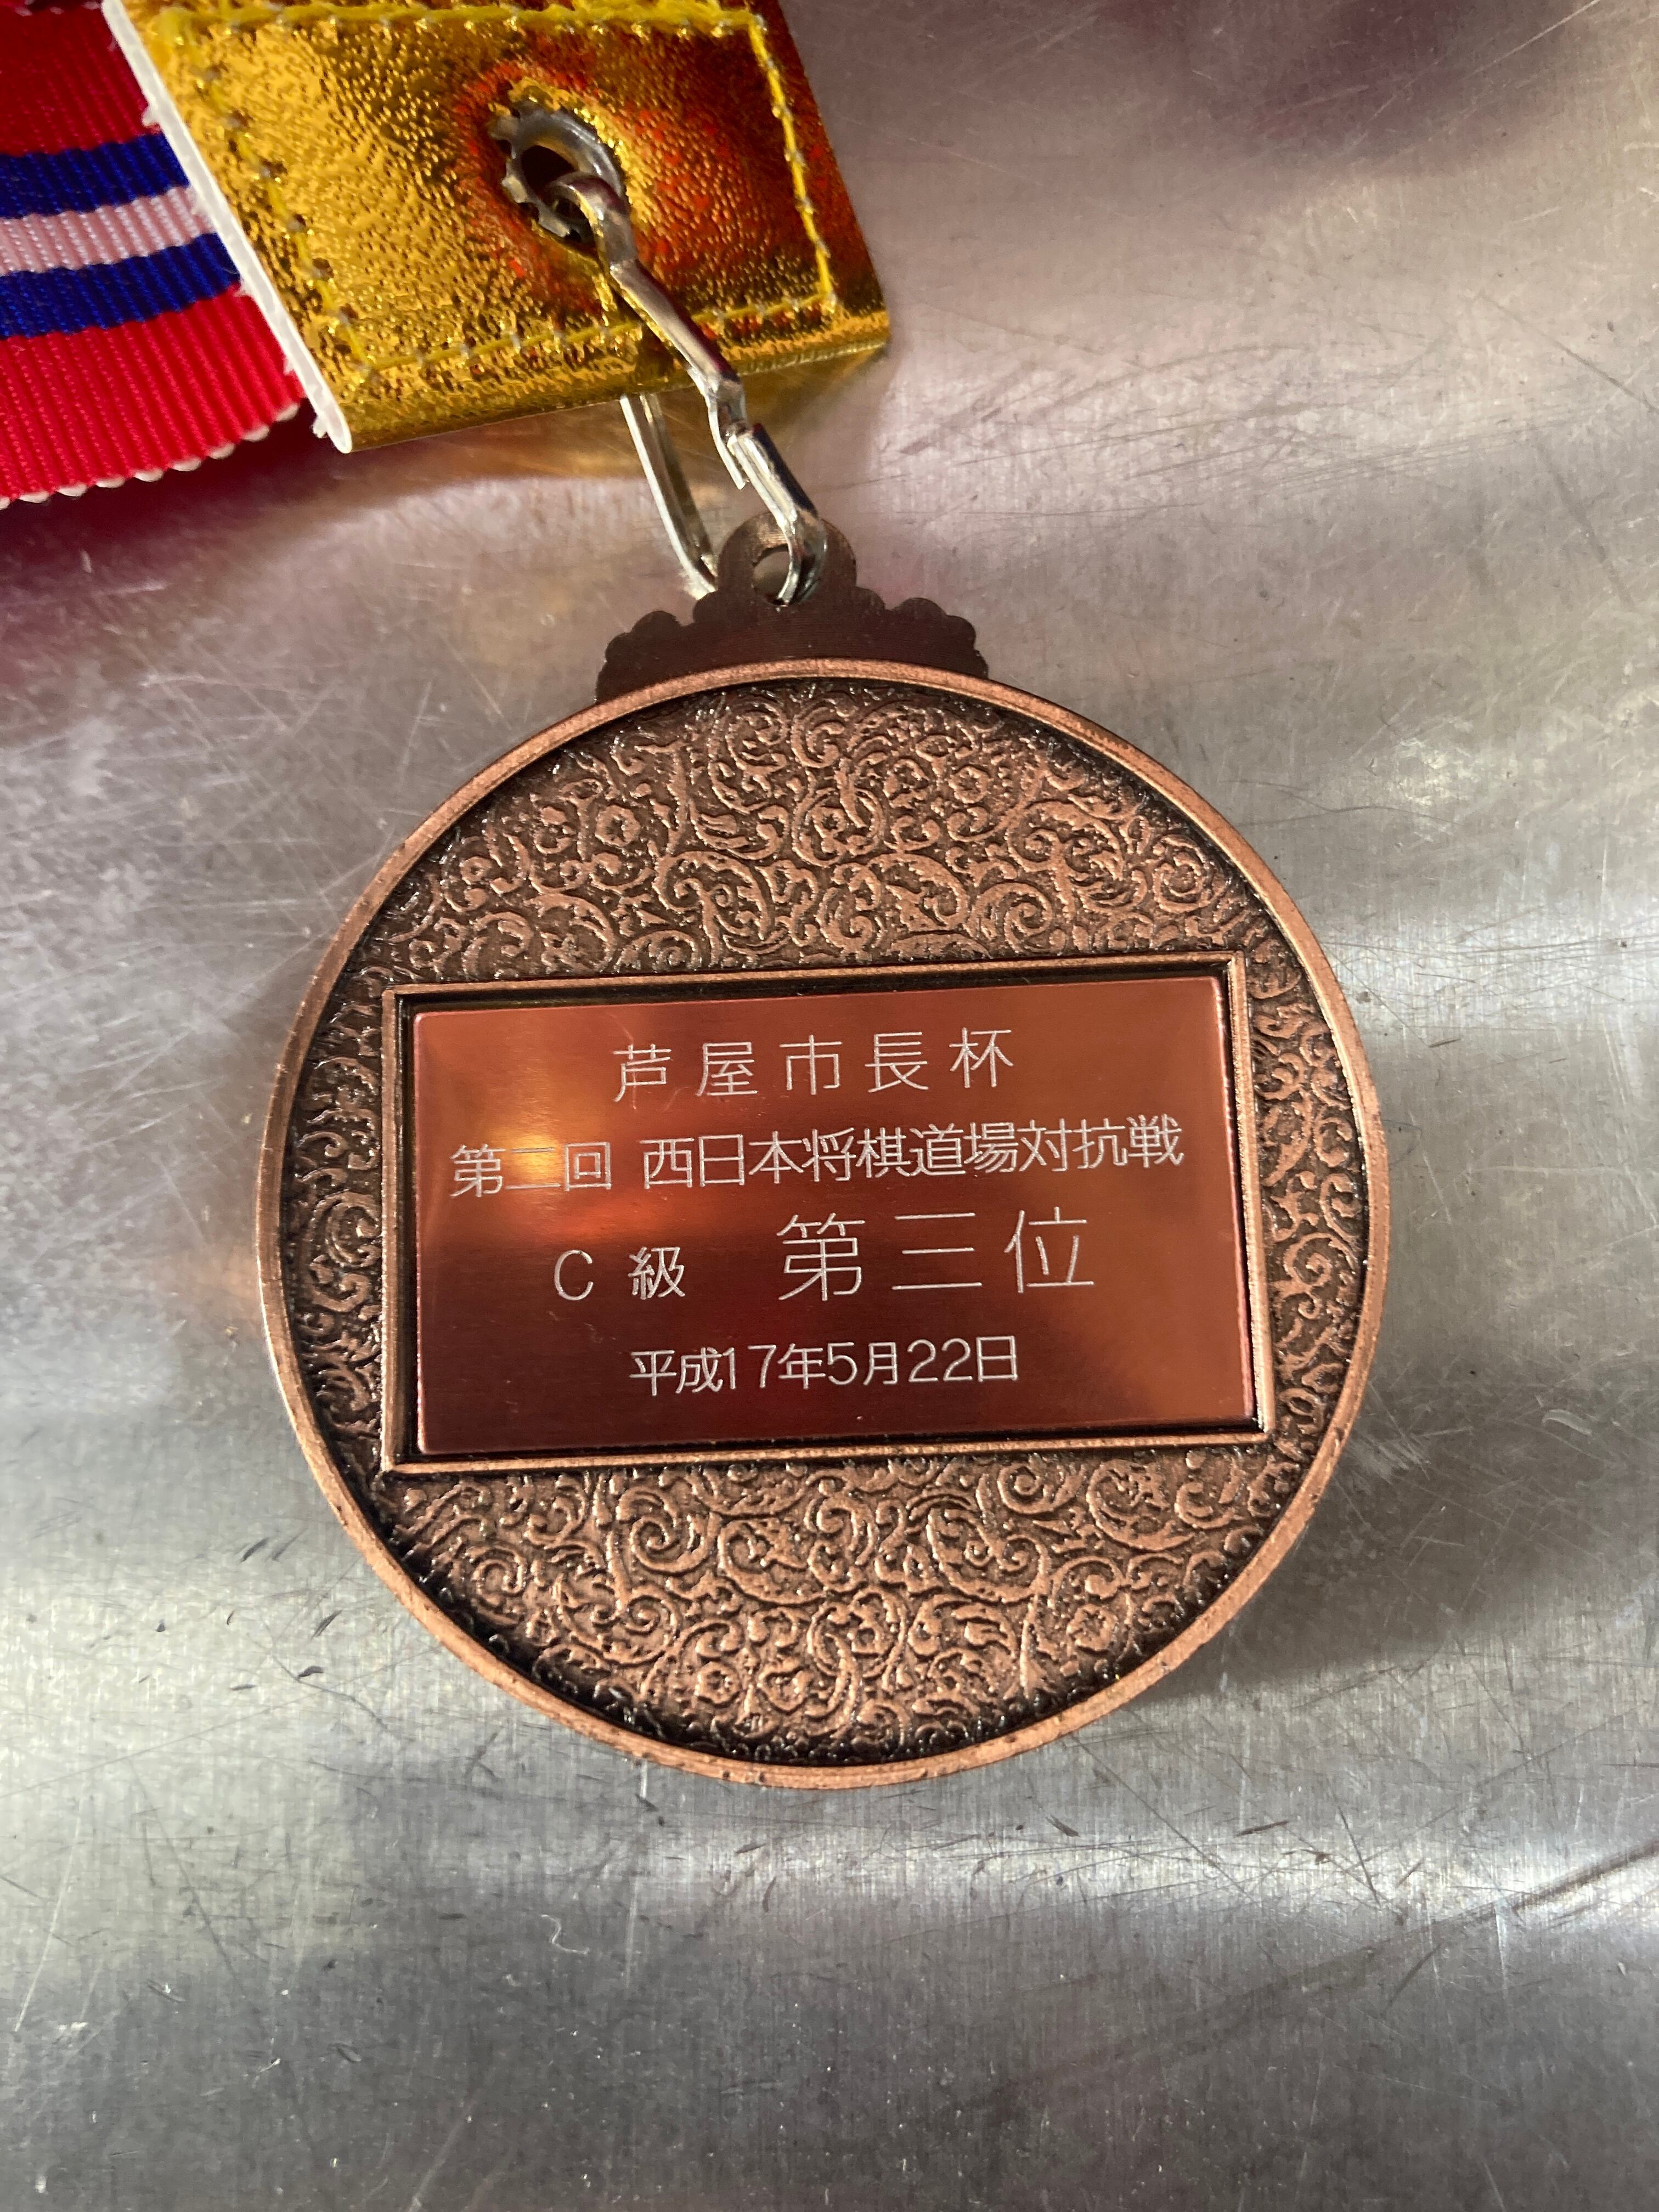 芦屋市長杯
第二回 西日本将棋道場対抗戦
C級 第三位
平成17年5月22日